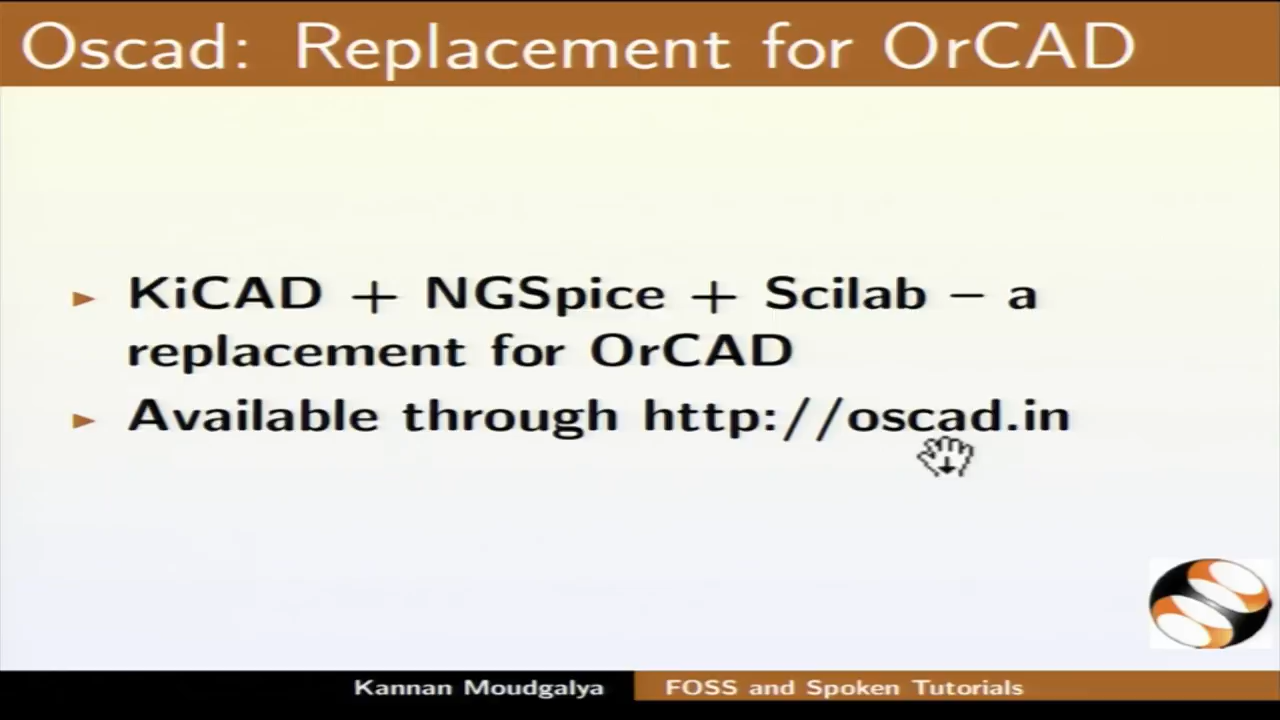 Oscad: Replacement for OrCAD
KiCAD + NGSpice + Scilab – a
replacement for OrCAD
Available through http://oscad.in
Kannan Moudgalya
FOSS and Spoken Tutorials